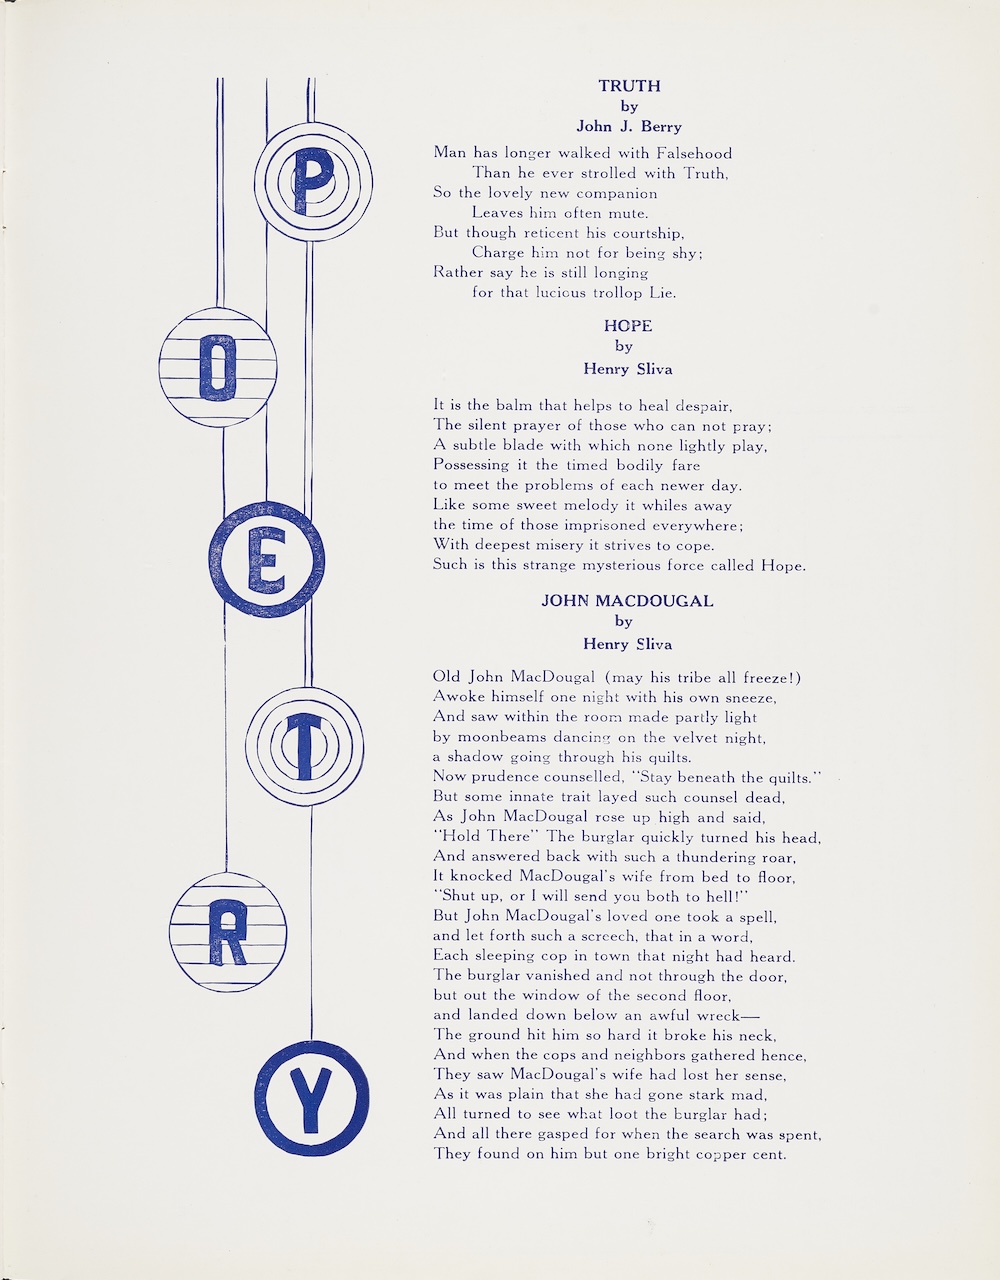 P
O
E
T
R
Y
TRUTH
by
John J. Berry
Man has longer walked with Falsehood
Than he ever strolled with Truth,
So the lovely new companion
Leaves him often mute.
But though reticent his courtship,
Charge him not for being shy;
Rather say he is still longing
for that lucious trollop Lie.
HOPE
by
Henry Sliva
It is the balm that helps to heal despair,
The silent prayer of those who can not pray;
A subtle blade with which none lightly play,
Possessing it the timed bodily fare
to meet the problems of each newer day.
Like some sweet melody it whiles away
the time of those imprisoned everywhere;
With deepest misery it strives to cope.
Such is this strange mysterious force called Hope.
JOHN MACDOUGAL
by
Henry Sliva
Old John MacDougal (may his tribe all freeze!)
Awoke himself one night with his own sneeze,
And saw within the room made partly light
by moonbeams dancing on the velvet night,
a shadow going through his quilts.
Now prudence counselled, "Stay beneath the quilts."
But some innate trait layed such counsel dead,
As John MacDougal rose up high and said,
"Hold There" The burglar quickly turned his head,
And answered back with such a thundering roar,
It knocked MacDougal's wife from bed to floor,
"Shut up, or I will send you both to hell!"
But John MacDougal's loved one took a spell,
and let forth such a screech, that in a word,
Each sleeping cop in town that night had heard.
The burglar vanished and not through the door,
but out the window of the second floor,
and landed down below an awful wreck—
The ground hit him so hard it broke his neck,
And when the cops and neighbors gathered hence,
They saw MacDougal's wife had lost her sense,
As it was plain that she had gone stark mad,
All turned to see what loot the burglar had;
And all there gasped for when the search was spent,
They found on him but one bright copper cent.